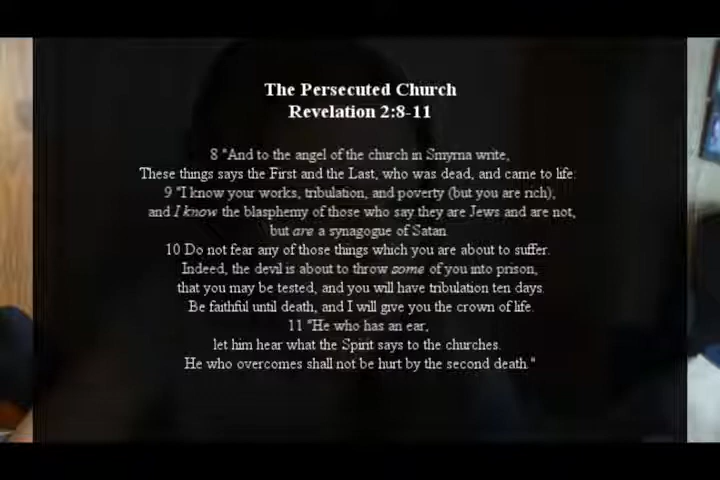 The Persecuted Church
Revelation 2:8-11
8 "And to the angel of the church in Smyrna write,
These things says the First and the Last, who was dead, and came to life:
9 "I know your works, tribulation, and poverty (but you are rich);
and I know the blasphemy of those who say they are Jews and are not,
but are a synagogue of Satan
10 Do not fear any of those things which you are about to suffer.
Indeed, the devil is about to throw some of you into prison,
that you may be tested, and you will have tribulation ten days.
Be faithful until death, and I will give you the crown of life.
11 "He who has an ear,
let him hear what the Spirit says to the churches.
He who overcomes shall not be hurt by the second death."